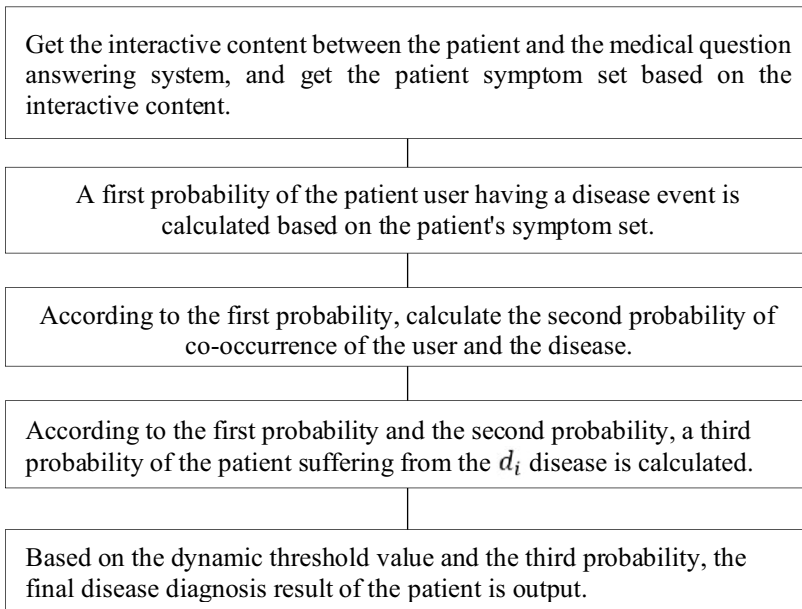 Get the interactive content between the patient and the medical question
answering system, and get the patient symptom set based on the
interactive content.
A first probability of the patient user having a disease event is
calculated based on the patient's symptom set.
According to the first probability, calculate the second probability of
co-occurrence of the user and the disease.
According to the first probability and the second probability, a third
probability of the patient suffering from the d_i disease is calculated.
Based on the dynamic threshold value and the third probability, the
final disease diagnosis result of the patient is output.